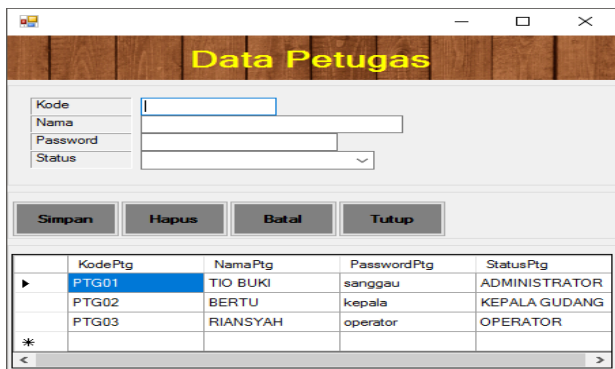 Data Petugas
Kode
Nama
Password
Status
Simpan Hapus Batal Tutup
KodePtg NamaPtg PasswordPtg StatusPtg
PTG01 TIO BUKI sanggau ADMINISTRATOR
PTG02 BERTU kepala KEPALA GUDANG
PTG03 RIANSYAH operator OPERATOR